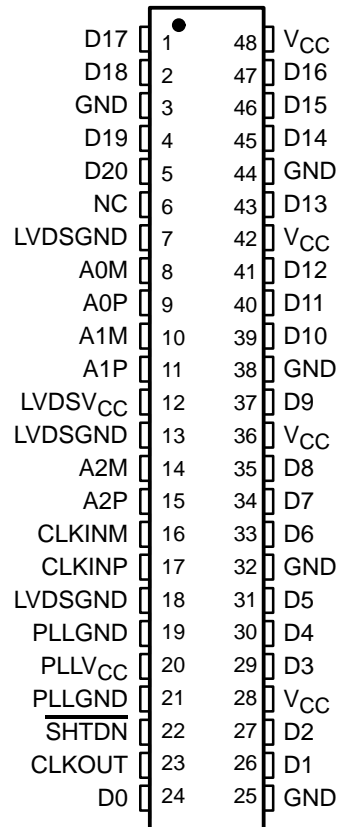 D17 1 48 VCC
D18 2 47 D16
GND 3 46 D15
D19 4 45 D14
D20 5 44 GND
NC 6 43 D13
LVDSGND 7 42 VCC
A0M 8 41 D12
A0P 9 40 D11
A1M 10 39 D10
A1P 11 38 GND
LVDSVCC 12 37 D9
LVDSGND 13 36 VCC
A2M 14 35 D8
A2P 15 34 D7
CLKINM 16 33 D6
CLKINP 17 32 GND
LVDSGND 18 31 D5
PLLGND 19 30 D4
PLLVCC 20 29 D3
PLLGND 21 28 VCC
SHTDN 22 27 D2
CLKOUT 23 26 D1
D0 24 25 GND